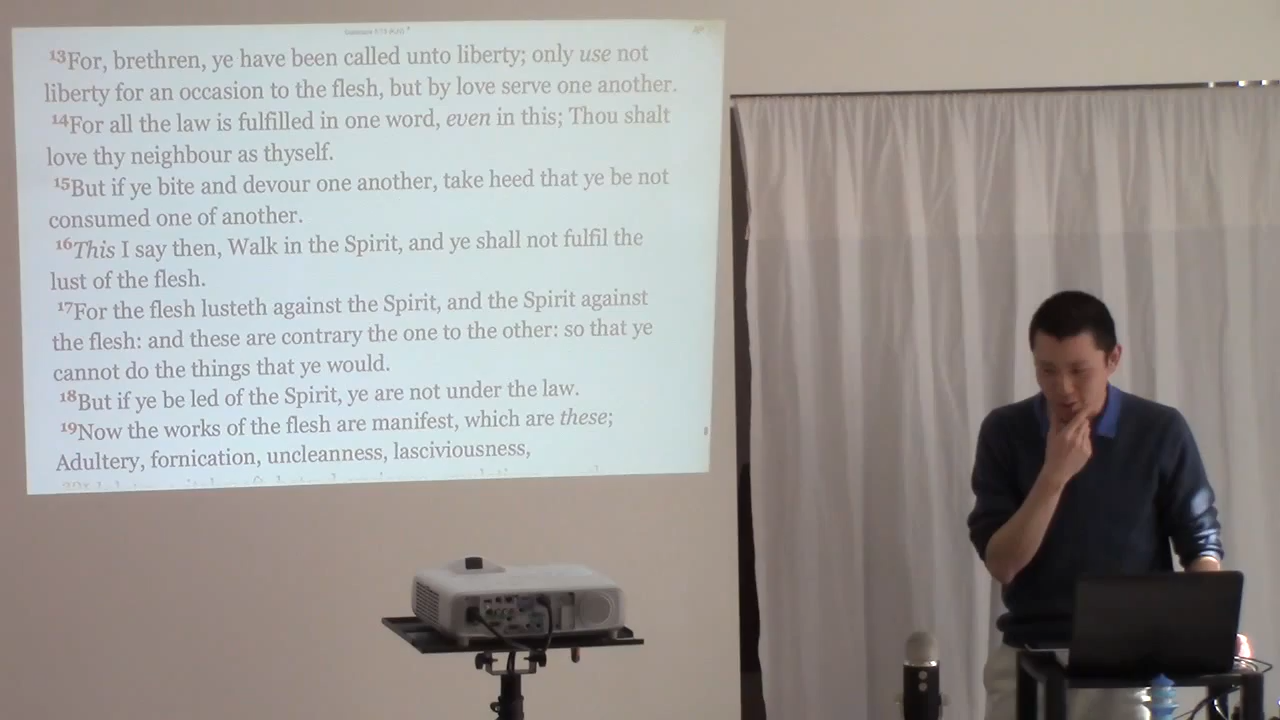 13For, brethren, ye have been called unto liberty; only use not
liberty for an occasion to the flesh, but by love serve one another.
14For all the law is fulfilled in one word, even in this; Thou shalt
love thy neighbour as thyself.
15But if ye bite and devour one another, take heed that ye be not
consumed one of another.
16This I say then, Walk in the Spirit, and ye shall not fulfil the
lust of the flesh.
17For the flesh lusteth against the Spirit, and the Spirit against
the flesh: and these are contrary the one to the other: so that ye
cannot do the things that ye would.
18But if ye be led of the Spirit, ye are not under the law.
19Now the works of the flesh are manifest, which are these;
Adultery, fornication, uncleanness, lasciviousness,